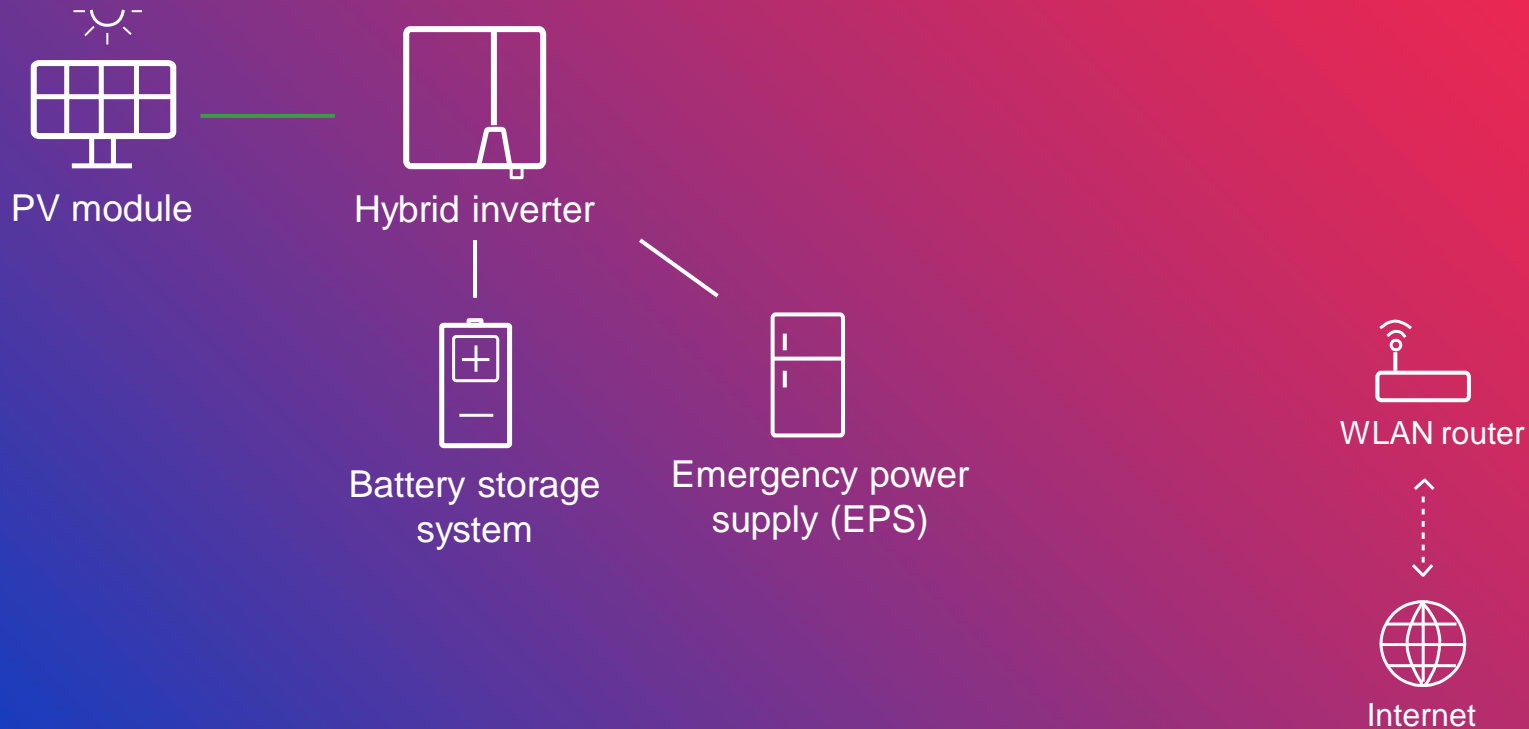 PV module
Hybrid inverter
Battery storage
system
Emergency power
supply (EPS)
WLAN router
Internet